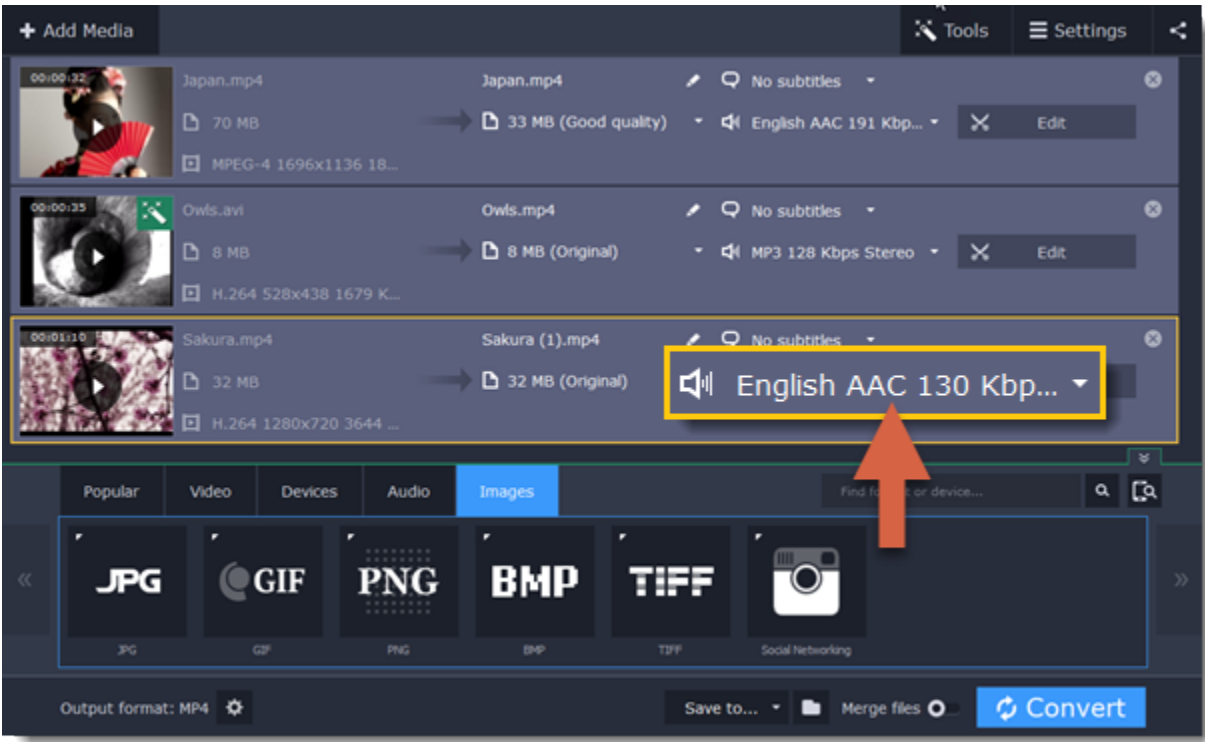 Add Media
Tools
Settings
00:00:32
Japan.mp4
Japan.mp4
No subtitles
70 MB
33 MB (Good quality)
English AAC 191 Kbp...
Edit
MPEG-4 1696x1136 18...
00:00:35
Owls.avi
Owls.mp4
No subtitles
8 MB
8 MB (Original)
MP3 128 Kbps Stereo
Edit
H.264 528x438 1679 K...
00:01:10
Sakura.mp4
Sakura (1).mp4
No subtitles
32 MB
32 MB (Original)
English AAC 130 Kbp...
H.264 1280x720 3644 ...
Popular
Video
Devices
Audio
Images
Find fo t or device...
JPG
GIF
PNG
BMP
TIFF
JPG
GIF
PNG
BMP
TIFF
Social Networking
Output format: MP4
Save to...
Merge files
Convert